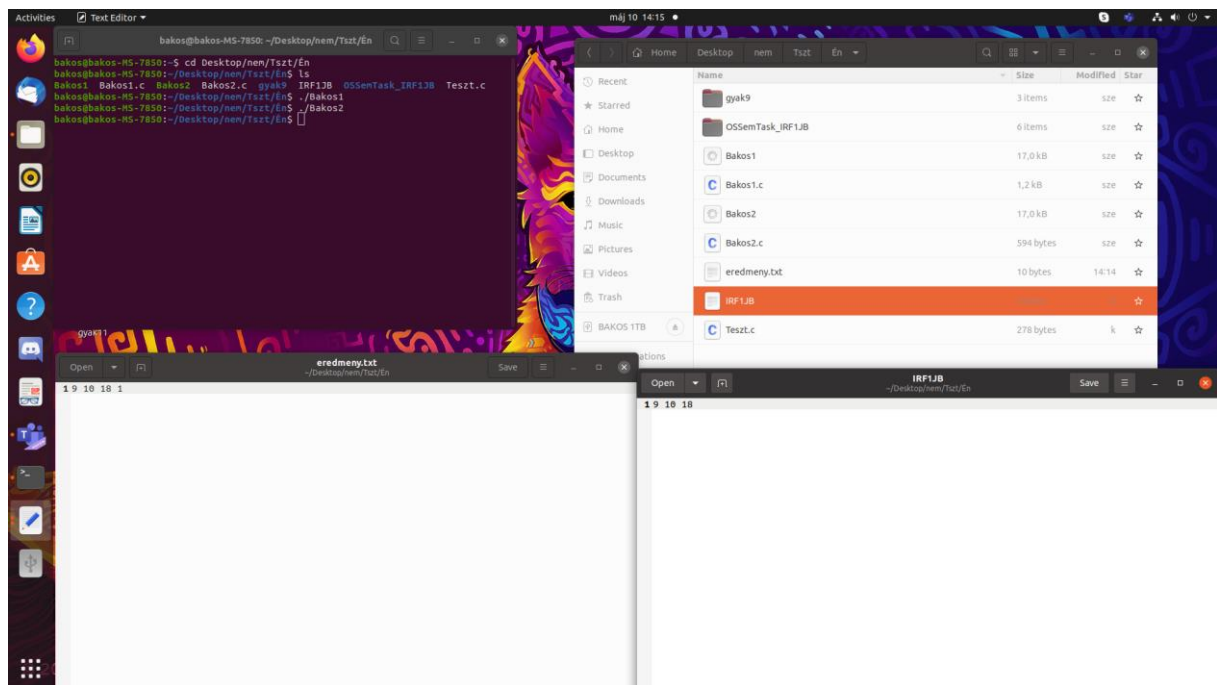 Activities Text Editor
máj 10 14:15
bakos@bakos-MS-7850: ~/Desktop/nem/Tszt/Én
bakos@bakos-MS-7850:~$ cd Desktop/nem/Tszt/Én
bakos@bakos-MS-7850:~/Desktop/nem/Tszt/Én$ ls
Bakos1 Bakos1.c Bakos2 Bakos2.c gyak9 IRF1JB OSSemTask_IRF1JB Teszt.c
bakos@bakos-MS-7850:~/Desktop/nem/Tszt/Én$ ./Bakos1
bakos@bakos-MS-7850:~/Desktop/nem/Tszt/Én$ ./Bakos2
bakos@bakos-MS-7850:~/Desktop/nem/Tszt/Én$
Home Desktop nem Tszt Én
Recent
Starred
Home
Desktop
Documents
Downloads
Music
Pictures
Videos
Trash
BAKOS 1TB
Name Size Modified Star
gyak9 3 items sze
OSSemTask_IRF1JB 6 items sze
Bakos1 17,0 kB sze
Bakos1.c 1,2 kB sze
Bakos2 17,0 kB sze
Bakos2.c 594 bytes sze
eredmeny.txt 10 bytes 14:14
IRF1JB
Teszt.c 278 bytes k
Open eredmeny.txt Save
~/Desktop/nem/Tszt/Én
1 9 10 18 1
Open IRF1JB Save
~/Desktop/nem/Tszt/Én
1 9 10 18